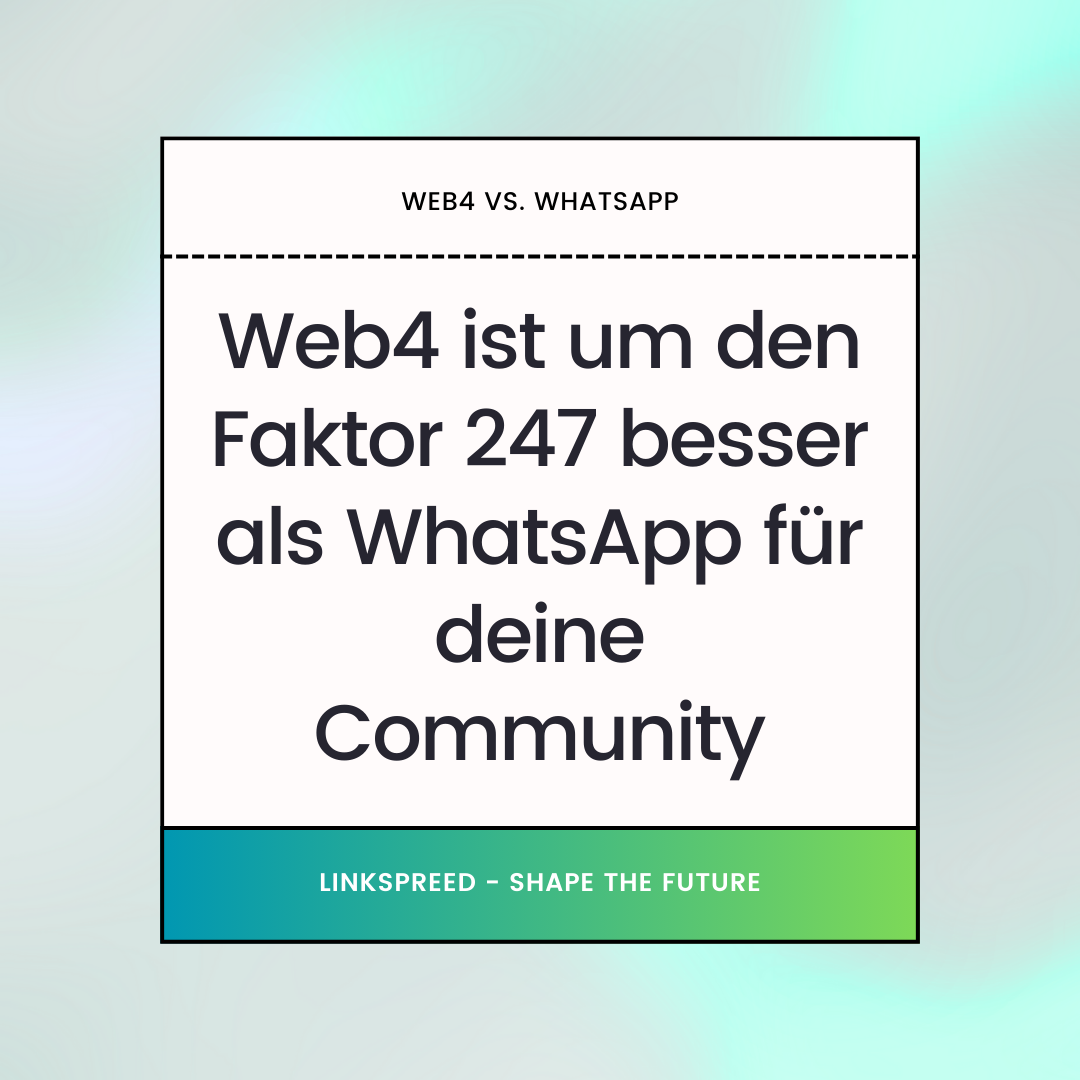 WEB4 VS. WHATSAPP
Web4 ist um den
Faktor 247 besser
als WhatsApp für
deine
Community
LINKSPREED - SHAPE THE FUTURE